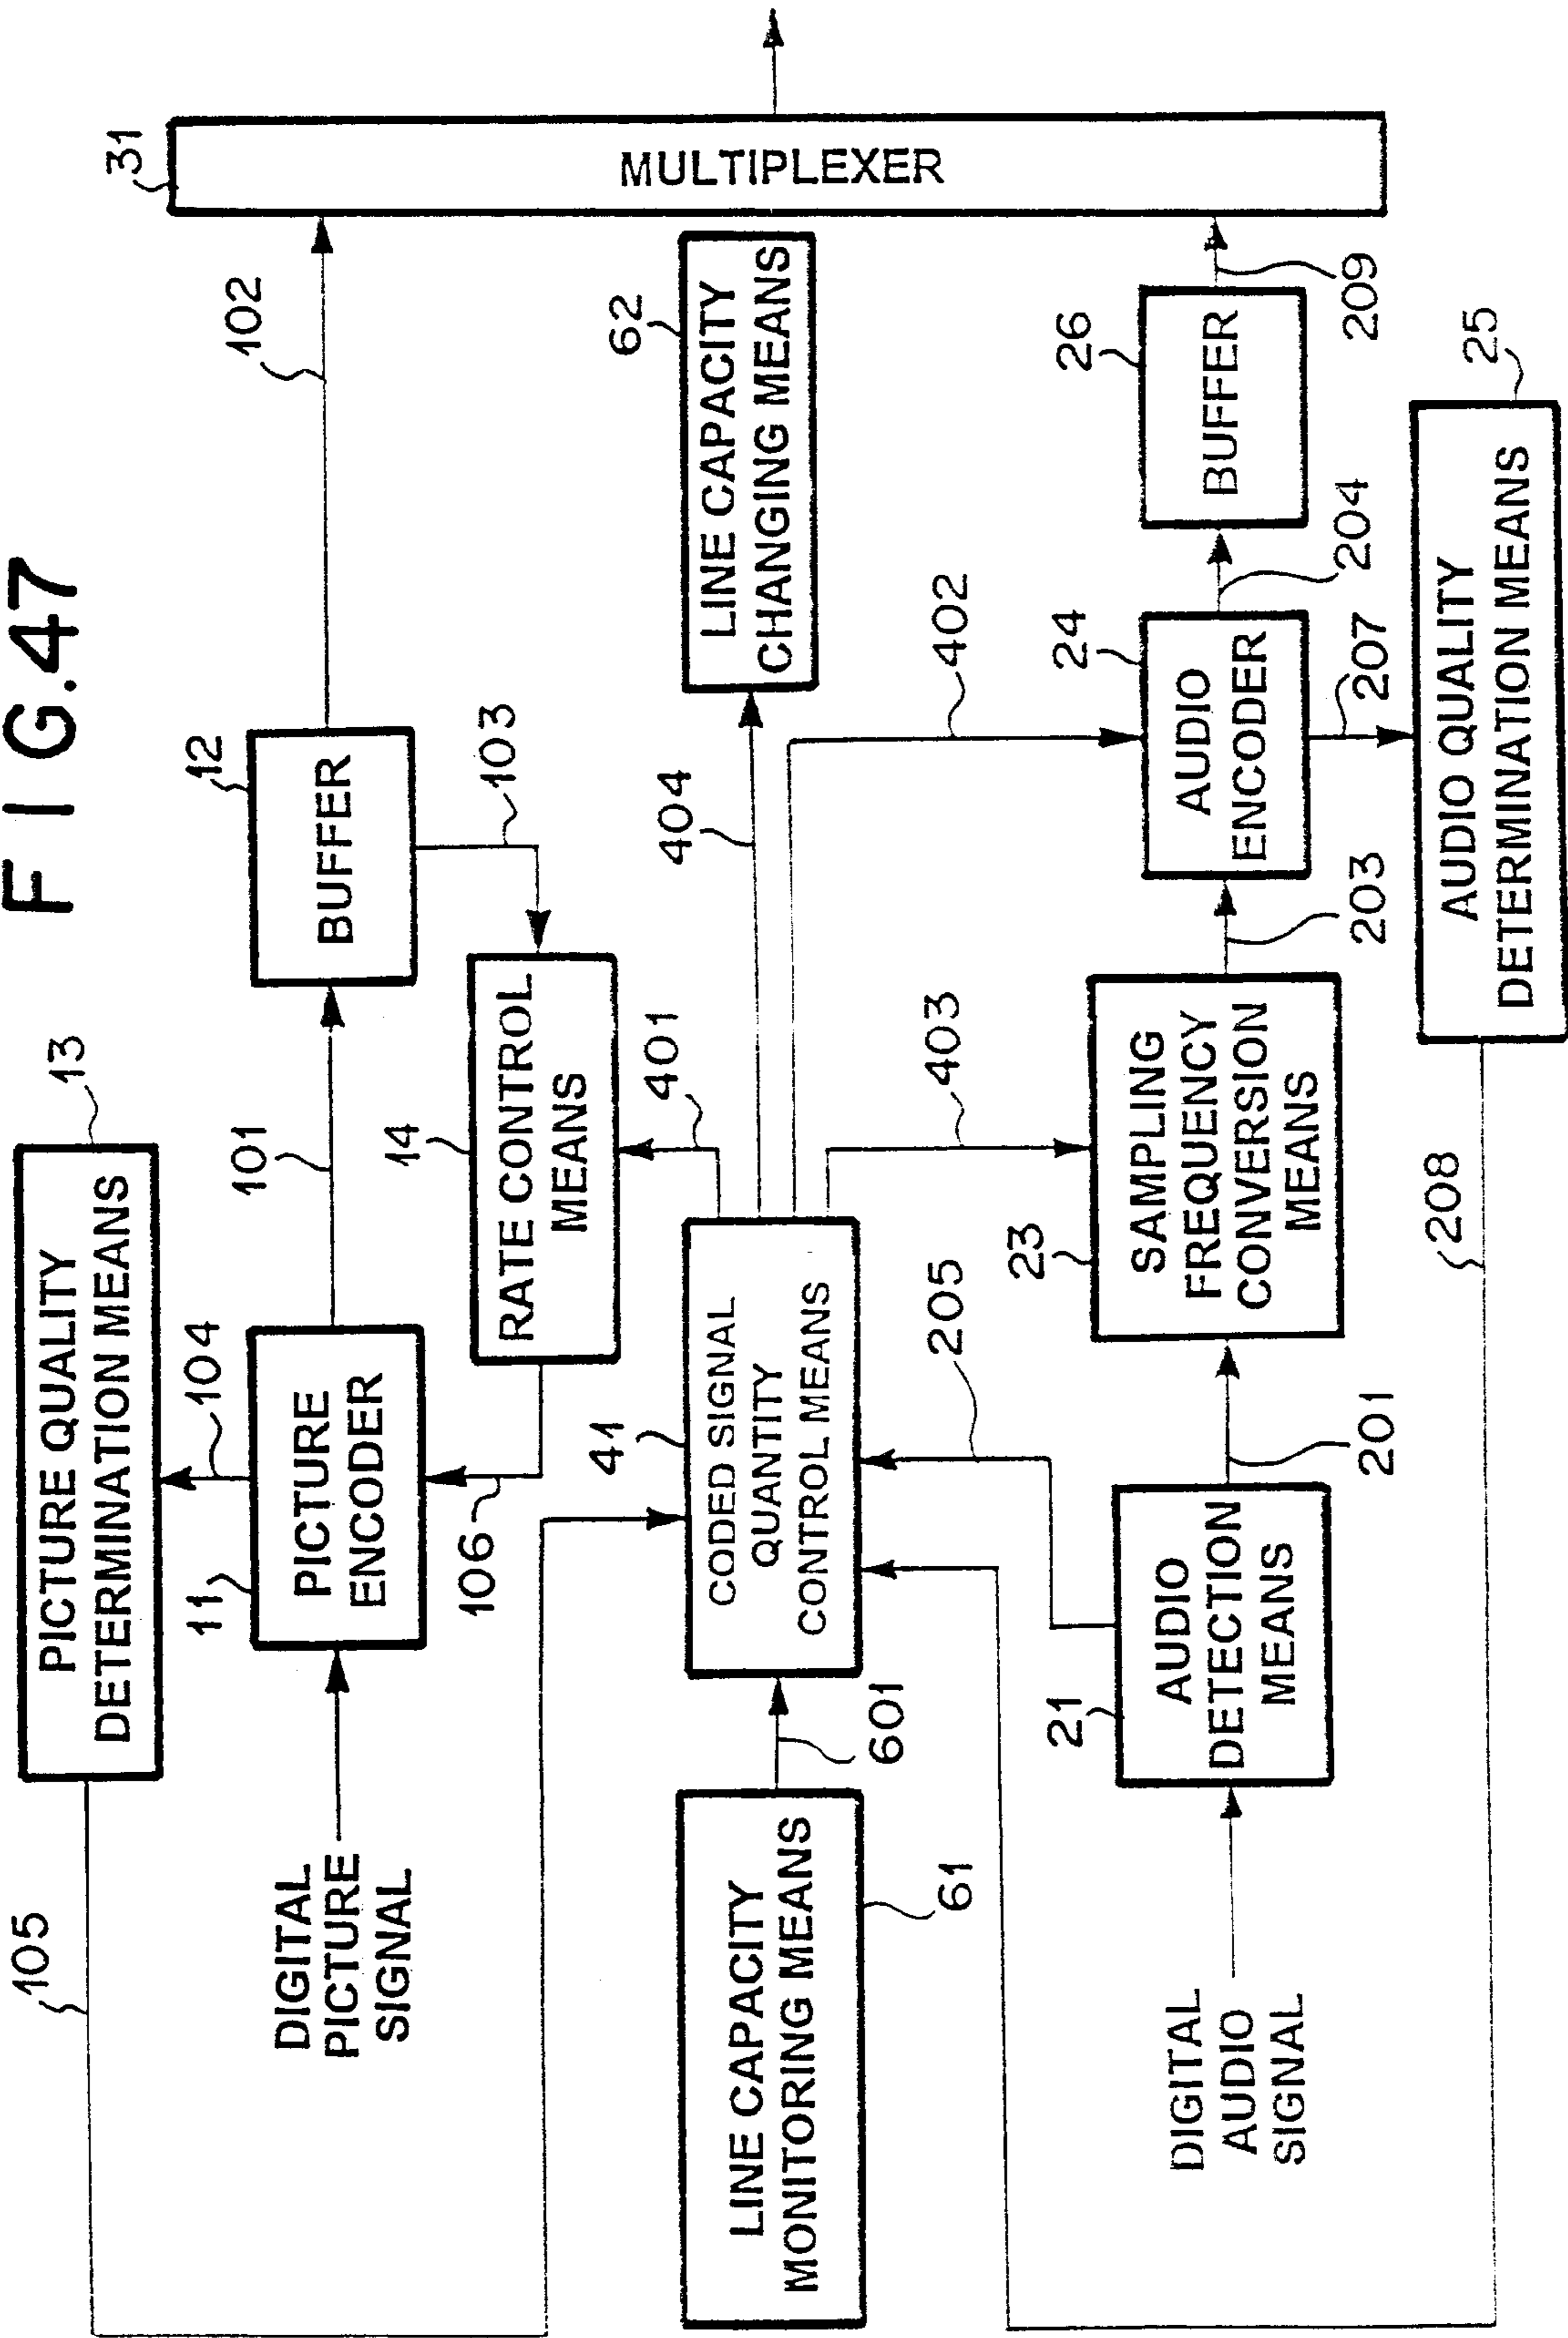 FIG.47
105
PICTURE QUALITY
DETERMINATION MEANS
13
104
DIGITAL
PICTURE
SIGNAL
11
PICTURE
ENCODER
101
12
BUFFER
102
31
MULTIPLEXER
106
14
RATE CONTROL
MEANS
103
401
LINE CAPACITY
MONITORING MEANS
61
601
41
CODED SIGNAL
QUANTITY
CONTROL MEANS
404
62
LINE CAPACITY
CHANGING MEANS
205
403
402
DIGITAL
AUDIO
SIGNAL
21
AUDIO
DETECTION
MEANS
201
23
SAMPLING
FREQUENCY
CONVERSION
MEANS
203
24
AUDIO
ENCODER
204
26
BUFFER
209
207
208
AUDIO QUALITY
DETERMINATION MEANS
25